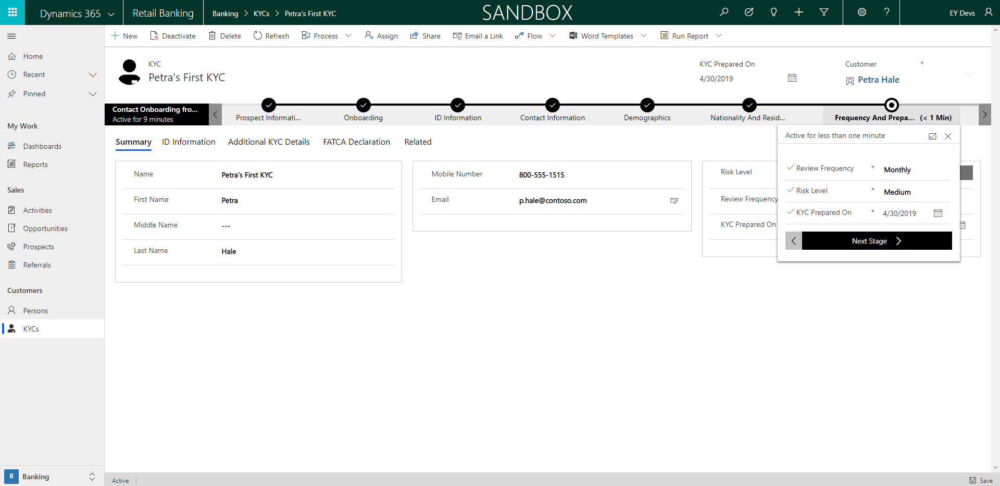 Dynamics 365
Retail Banking
Banking > KYCs > Petra's First KYC
SANDBOX
EY Devs
New
Deactivate
Delete
Refresh
Process
Assign
Share
Email a Link
Flow
Word Templates
Run Report
Home
Recent
Pinned
My Work
Dashboards
Reports
Sales
Activities
Opportunities
Prospects
Referrals
Customers
Persons
KYCs
B
Banking
KYC
Petra's First KYC
KYC Prepared On
4/30/2019
Customer *
Petra Hale
Contact Onboarding fro...
Active for 9 minutes
Prospect Informati...
Onboarding
ID Information
Contact Information
Demographics
Nationality And Resid...
Frequency And Prepa... (< 1 Min)
Summary
ID Information
Additional KYC Details
FATCA Declaration
Related
Name Petra's First KYC
First Name Petra
Middle Name ---
Last Name Hale
Mobile Number 800-555-1515
Email p.hale@contoso.com
Risk Level
Review Frequency
KYC Prepared On
Active for less than one minute
Review Frequency * Monthly
Risk Level * Medium
KYC Prepared On * 4/30/2019
Next Stage
Active
Save